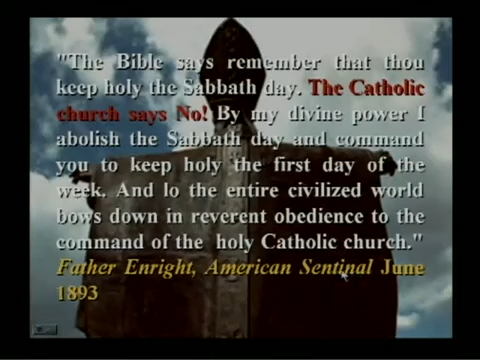 "The Bible says remember that thou
keep holy the Sabbath day. The Catholic
church says No! By my divine power I
abolish the Sabbath day and command
you to keep holy the first day of the
week. And lo the entire civilized world
bows down in reverent obedience to the
command of the holy Catholic church."
Father Enright, American Sentinal June
1893